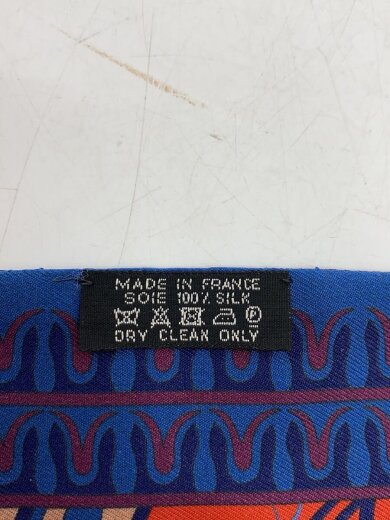 MADE IN FRANCE
SOIE 100% SILK
P
DRY CLEAN ONLY